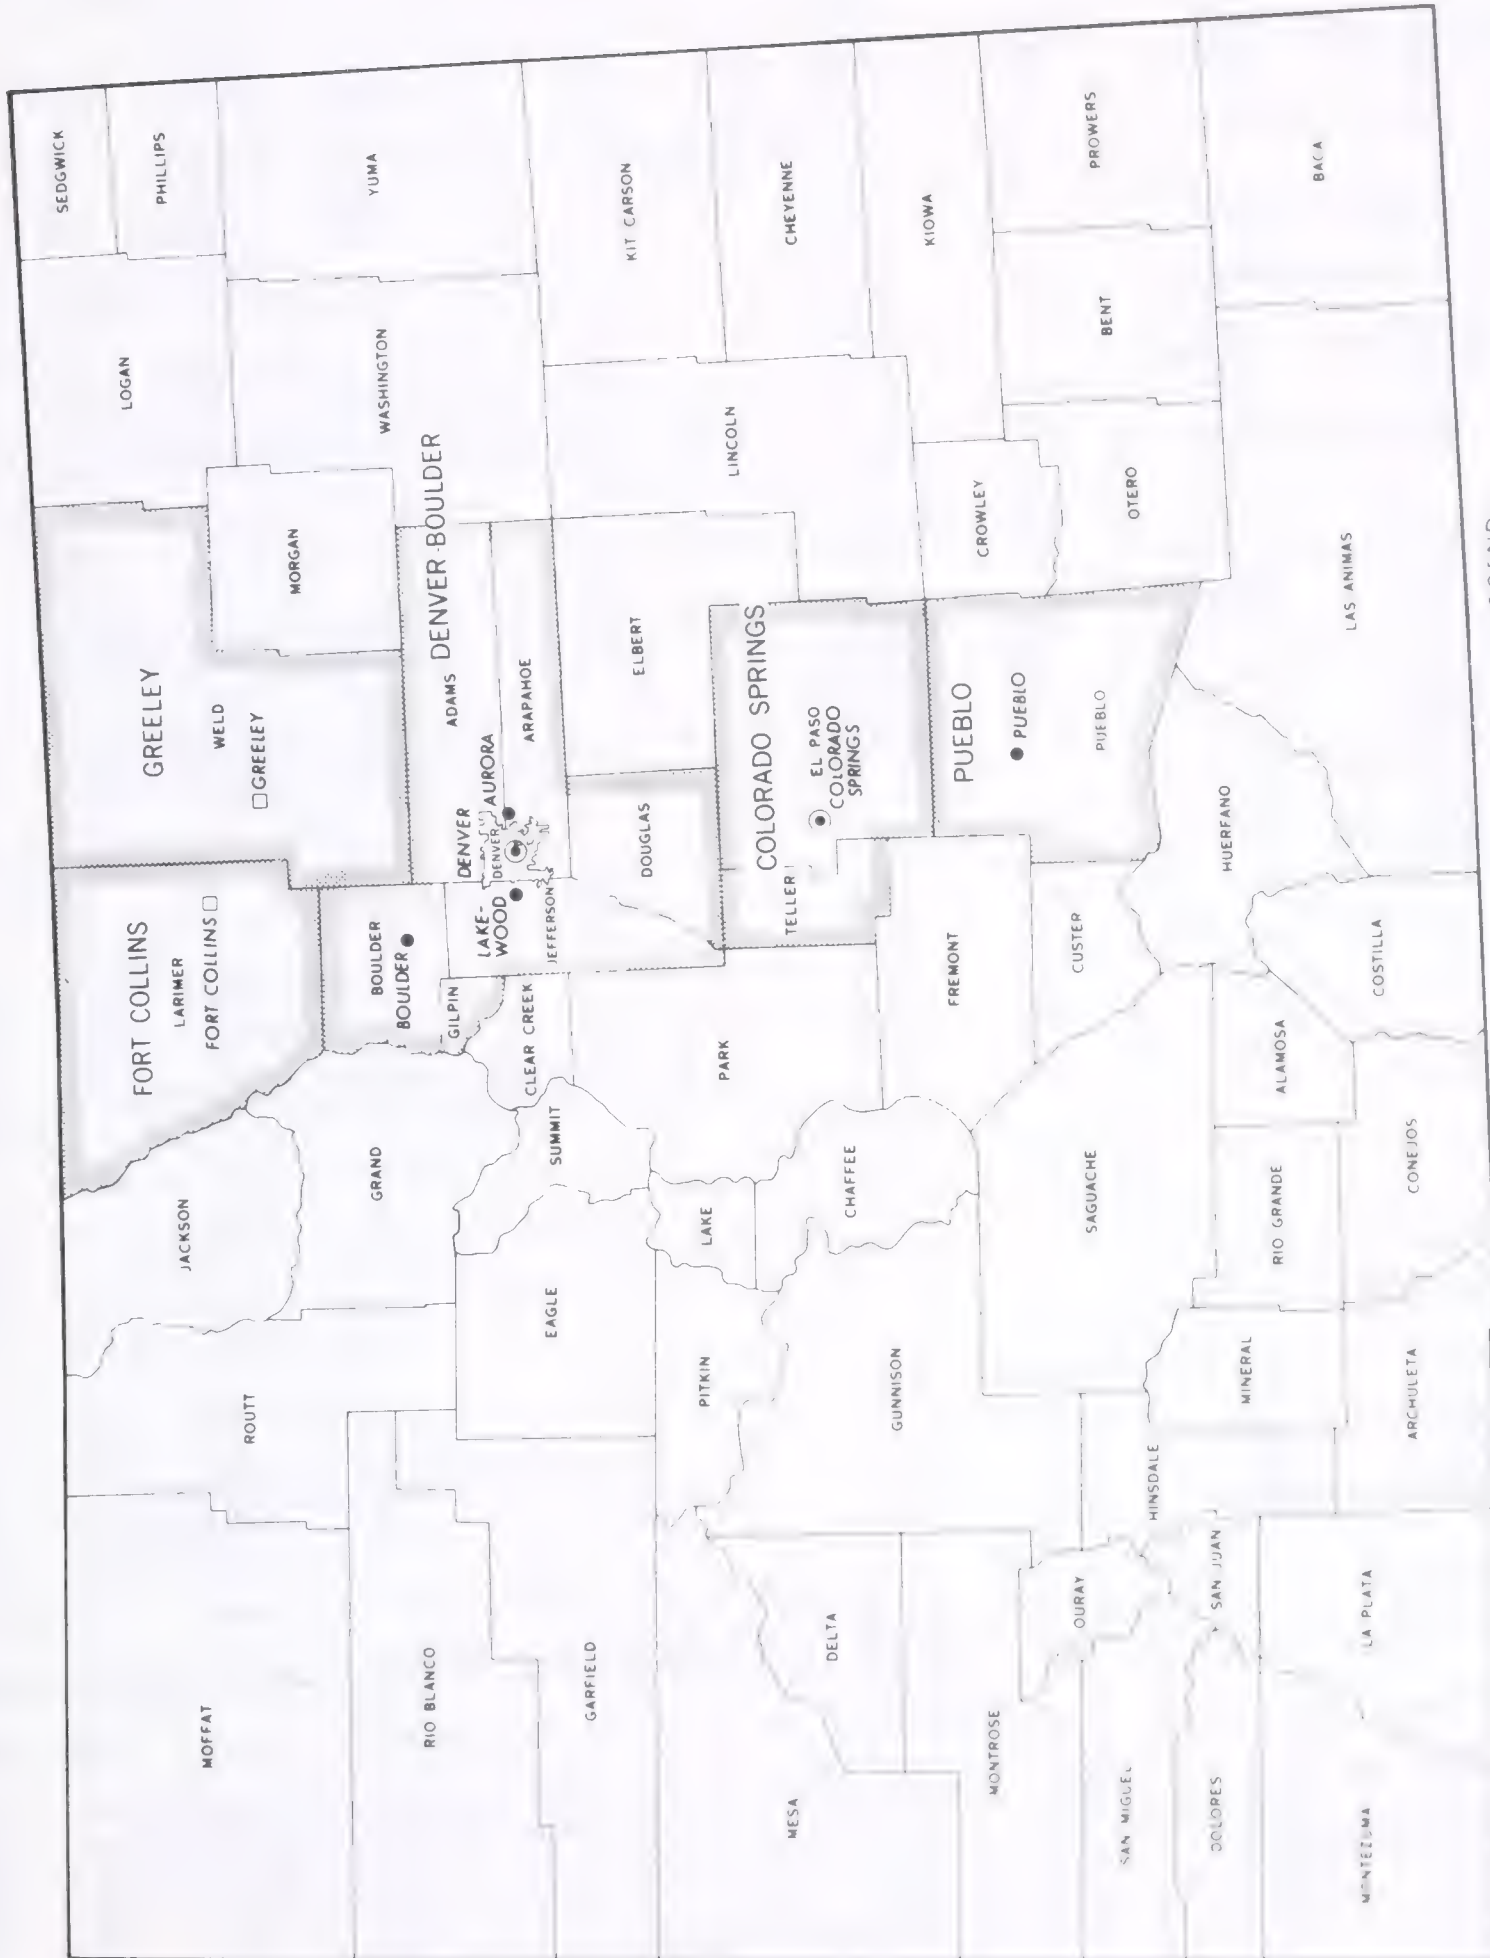 MOFFAT
ROUTT
JACKSON
FORT COLLINS
LARIMER
FORT COLLINS
GREELEY
WELD
GREELEY
LOGAN
SEDGWICK
PHILLIPS
MORGAN
WASHINGTON
YUMA
RIO BLANCO
GRAND
BOULDER
BOULDER
GILPIN
DENVER-BOULDER
ADAMS
DENVER
DENVER
AURORA
ARAPAHOE
LAKE-
WOOD
JEFFERSON
CLEAR CREEK
SUMMIT
EAGLE
GARFIELD
DOUGLAS
ELBERT
LINCOLN
KIT CARSON
CHEYENNE
MESA
DELTA
PITKIN
LAKE
PARK
TELLER
COLORADO SPRINGS
EL PASO
COLORADO
SPRINGS
GUNNISON
CHAFFEE
FREMONT
PUEBLO
PUEBLO
PUEBLO
CROWLEY
KIOWA
MONTROSE
OURAY
SAGUACHE
CUSTER
OTERO
BENT
PROWERS
SAN MIGUEL
HINSDALE
DOLORES
SAN JUAN
MINERAL
RIO GRANDE
ALAMOSA
HUERFANO
LAS ANIMAS
BACA
MONTEZUMA
LA PLATA
ARCHULETA
CONEJOS
COSTILLA